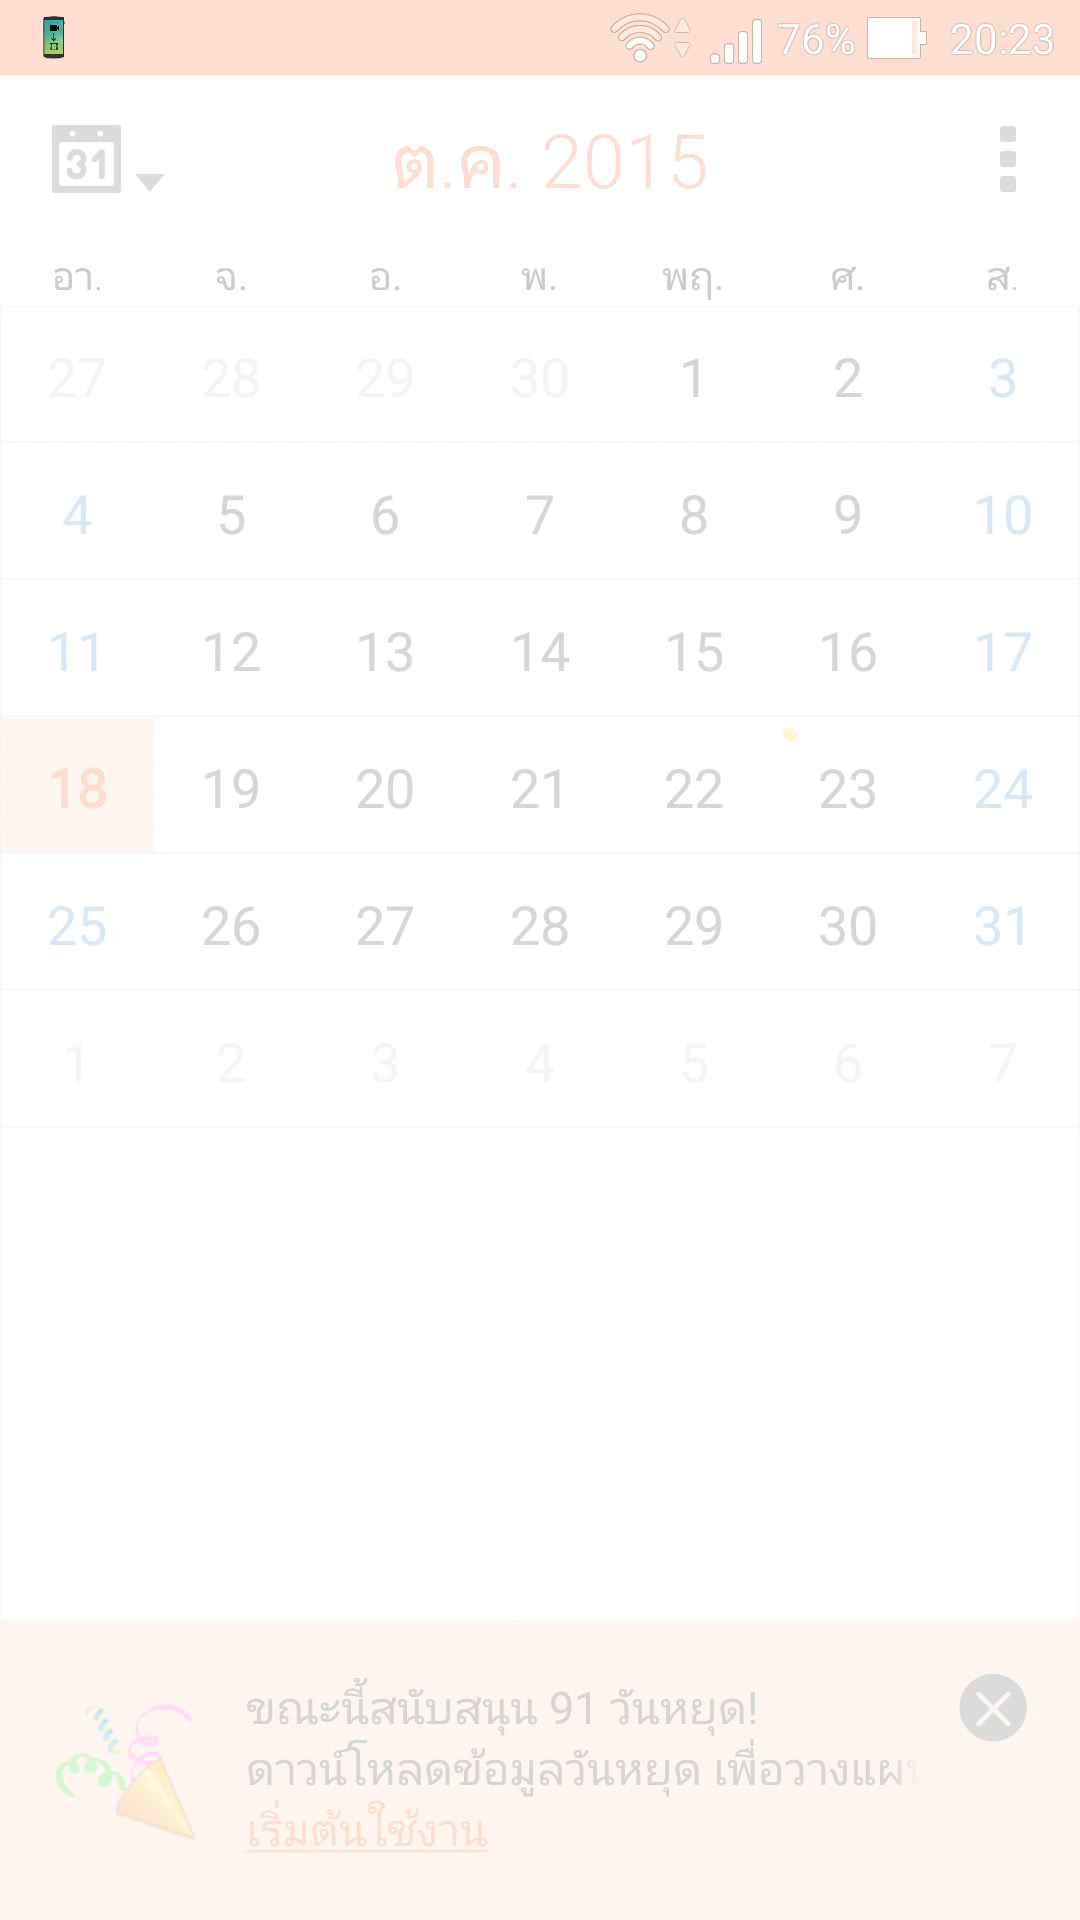 76% 20:23
31 ต.ค. 2015
อา. จ. อ. พ. พฤ. ศ. ส.
27 28 29 30 1 2 3
4 5 6 7 8 9 10
11 12 13 14 15 16 17
18 19 20 21 22 23 24
25 26 27 28 29 30 31
1 2 3 4 5 6 7
ขณะนี้สนับสนุน 91 วันหยุด!
ดาวน์โหลดข้อมูลวันหยุด เพื่อวางแผน
เริ่มต้นใช้งาน